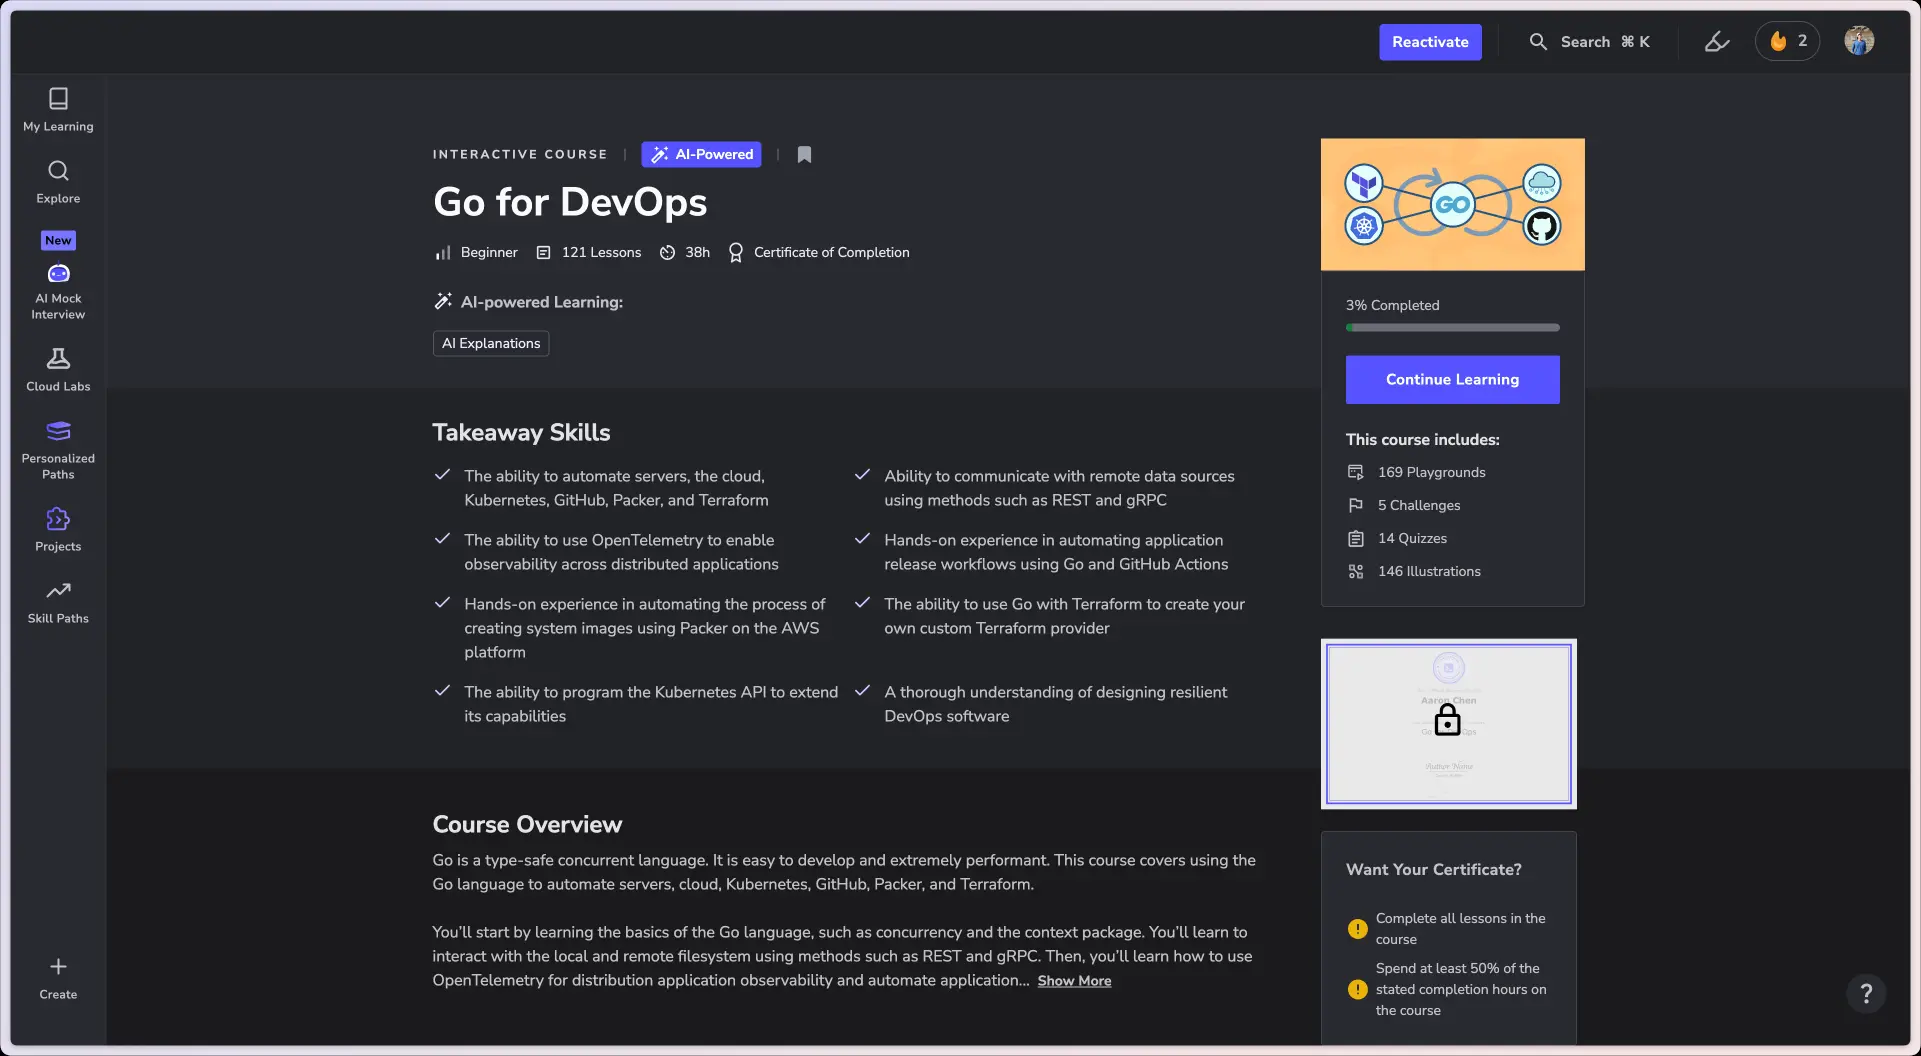 Reactivate
Search ⌘ K
2
My Learning
Explore
New
AI Mock
Interview
Cloud Labs
Personalized
Paths
Projects
Skill Paths
Create
INTERACTIVE COURSE | AI-Powered |
Go for DevOps
Beginner 121 Lessons 38h Certificate of Completion
AI-powered Learning:
AI Explanations
Takeaway Skills
The ability to automate servers, the cloud,
Kubernetes, GitHub, Packer, and Terraform
Ability to communicate with remote data sources
using methods such as REST and gRPC
The ability to use OpenTelemetry to enable
observability across distributed applications
Hands-on experience in automating application
release workflows using Go and GitHub Actions
Hands-on experience in automating the process of
creating system images using Packer on the AWS
platform
The ability to use Go with Terraform to create your
own custom Terraform provider
The ability to program the Kubernetes API to extend
its capabilities
A thorough understanding of designing resilient
DevOps software
Course Overview
Go is a type-safe concurrent language. It is easy to develop and extremely performant. This course covers using the
Go language to automate servers, cloud, Kubernetes, GitHub, Packer, and Terraform.
You’ll start by learning the basics of the Go language, such as concurrency and the context package. You’ll learn to
interact with the local and remote filesystem using methods such as REST and gRPC. Then, you’ll learn how to use
OpenTelemetry for distribution application observability and automate application... Show More
GO
3% Completed
Continue Learning
This course includes:
169 Playgrounds
5 Challenges
14 Quizzes
146 Illustrations
Aaron Chen
Author Name
Want Your Certificate?
Complete all lessons in the
course
Spend at least 50% of the
stated completion hours on
the course
?